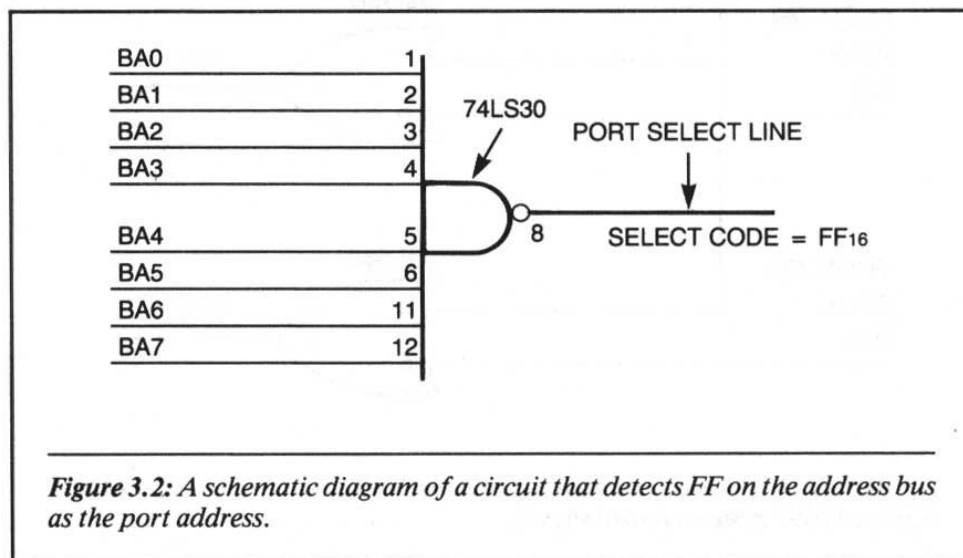 BA0 1
BA1 2
BA2 3
BA3 4
74LS30
PORT SELECT LINE
BA4 5
8
SELECT CODE = FF16
BA5 6
BA6 11
BA7 12
Figure 3.2: A schematic diagram of a circuit that detects FF on the address bus
as the port address.